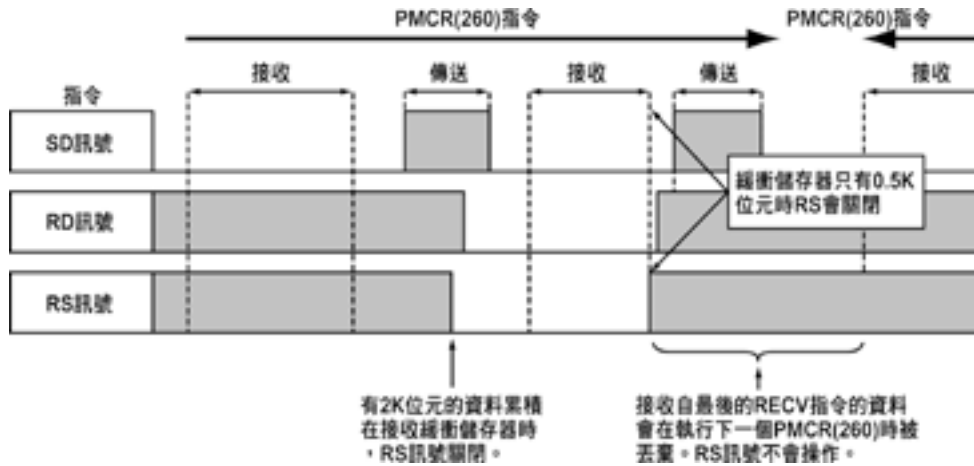 PMCR(260)指令
PMCR(260)指令
接收
傳送
接收
傳送
接收
指令
SD訊號
RD訊號
RS訊號
緩衝儲存器只有0.5K
位元時RS會關閉
有2K位元的資料累積
在接收緩衝儲存器時
，RS訊號關閉。
接收自最後的RECV指令的資料
會在執行下一個PMCR(260)時被
丟棄。RS訊號不會操作。